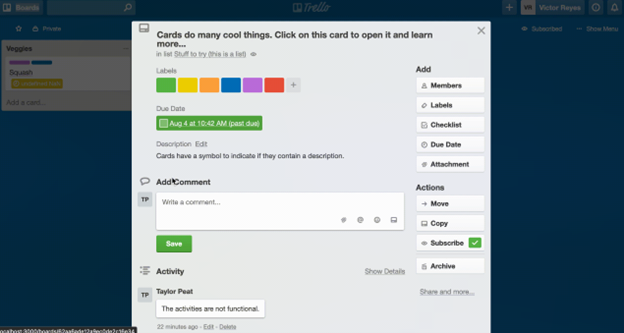 Boards
Trello
VR Victor Reyes
Private
Subscribed
Show Menu
Veggies
Squash
Add a card...
Cards do many cool things. Click on this card to open it and learn
more...
in list Stuff to try (this is a list)
Labels
+
Due Date
Aug 4 at 10:42 AM (past due)
Description Edit
Cards have a symbol to indicate if they contain a description.
Add Comment
TP
Write a comment...
Save
Activity
Show Details
TP
Taylor Peat
The activities are not functional.
22 minutes ago - Edit - Delete
Add
Members
Labels
Checklist
Due Date
Attachment
Actions
Move
Copy
Subscribe
Archive
Share and more...